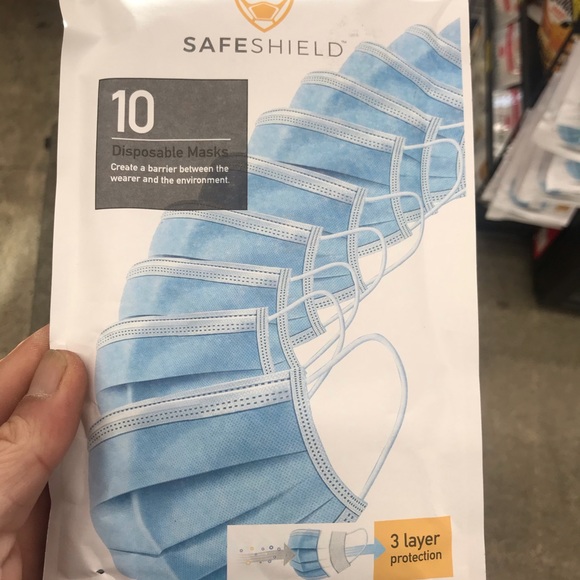 SAFESHIELD™
10
Disposable Masks
Create a barrier between the
wearer and the environment.
3 layer
protection